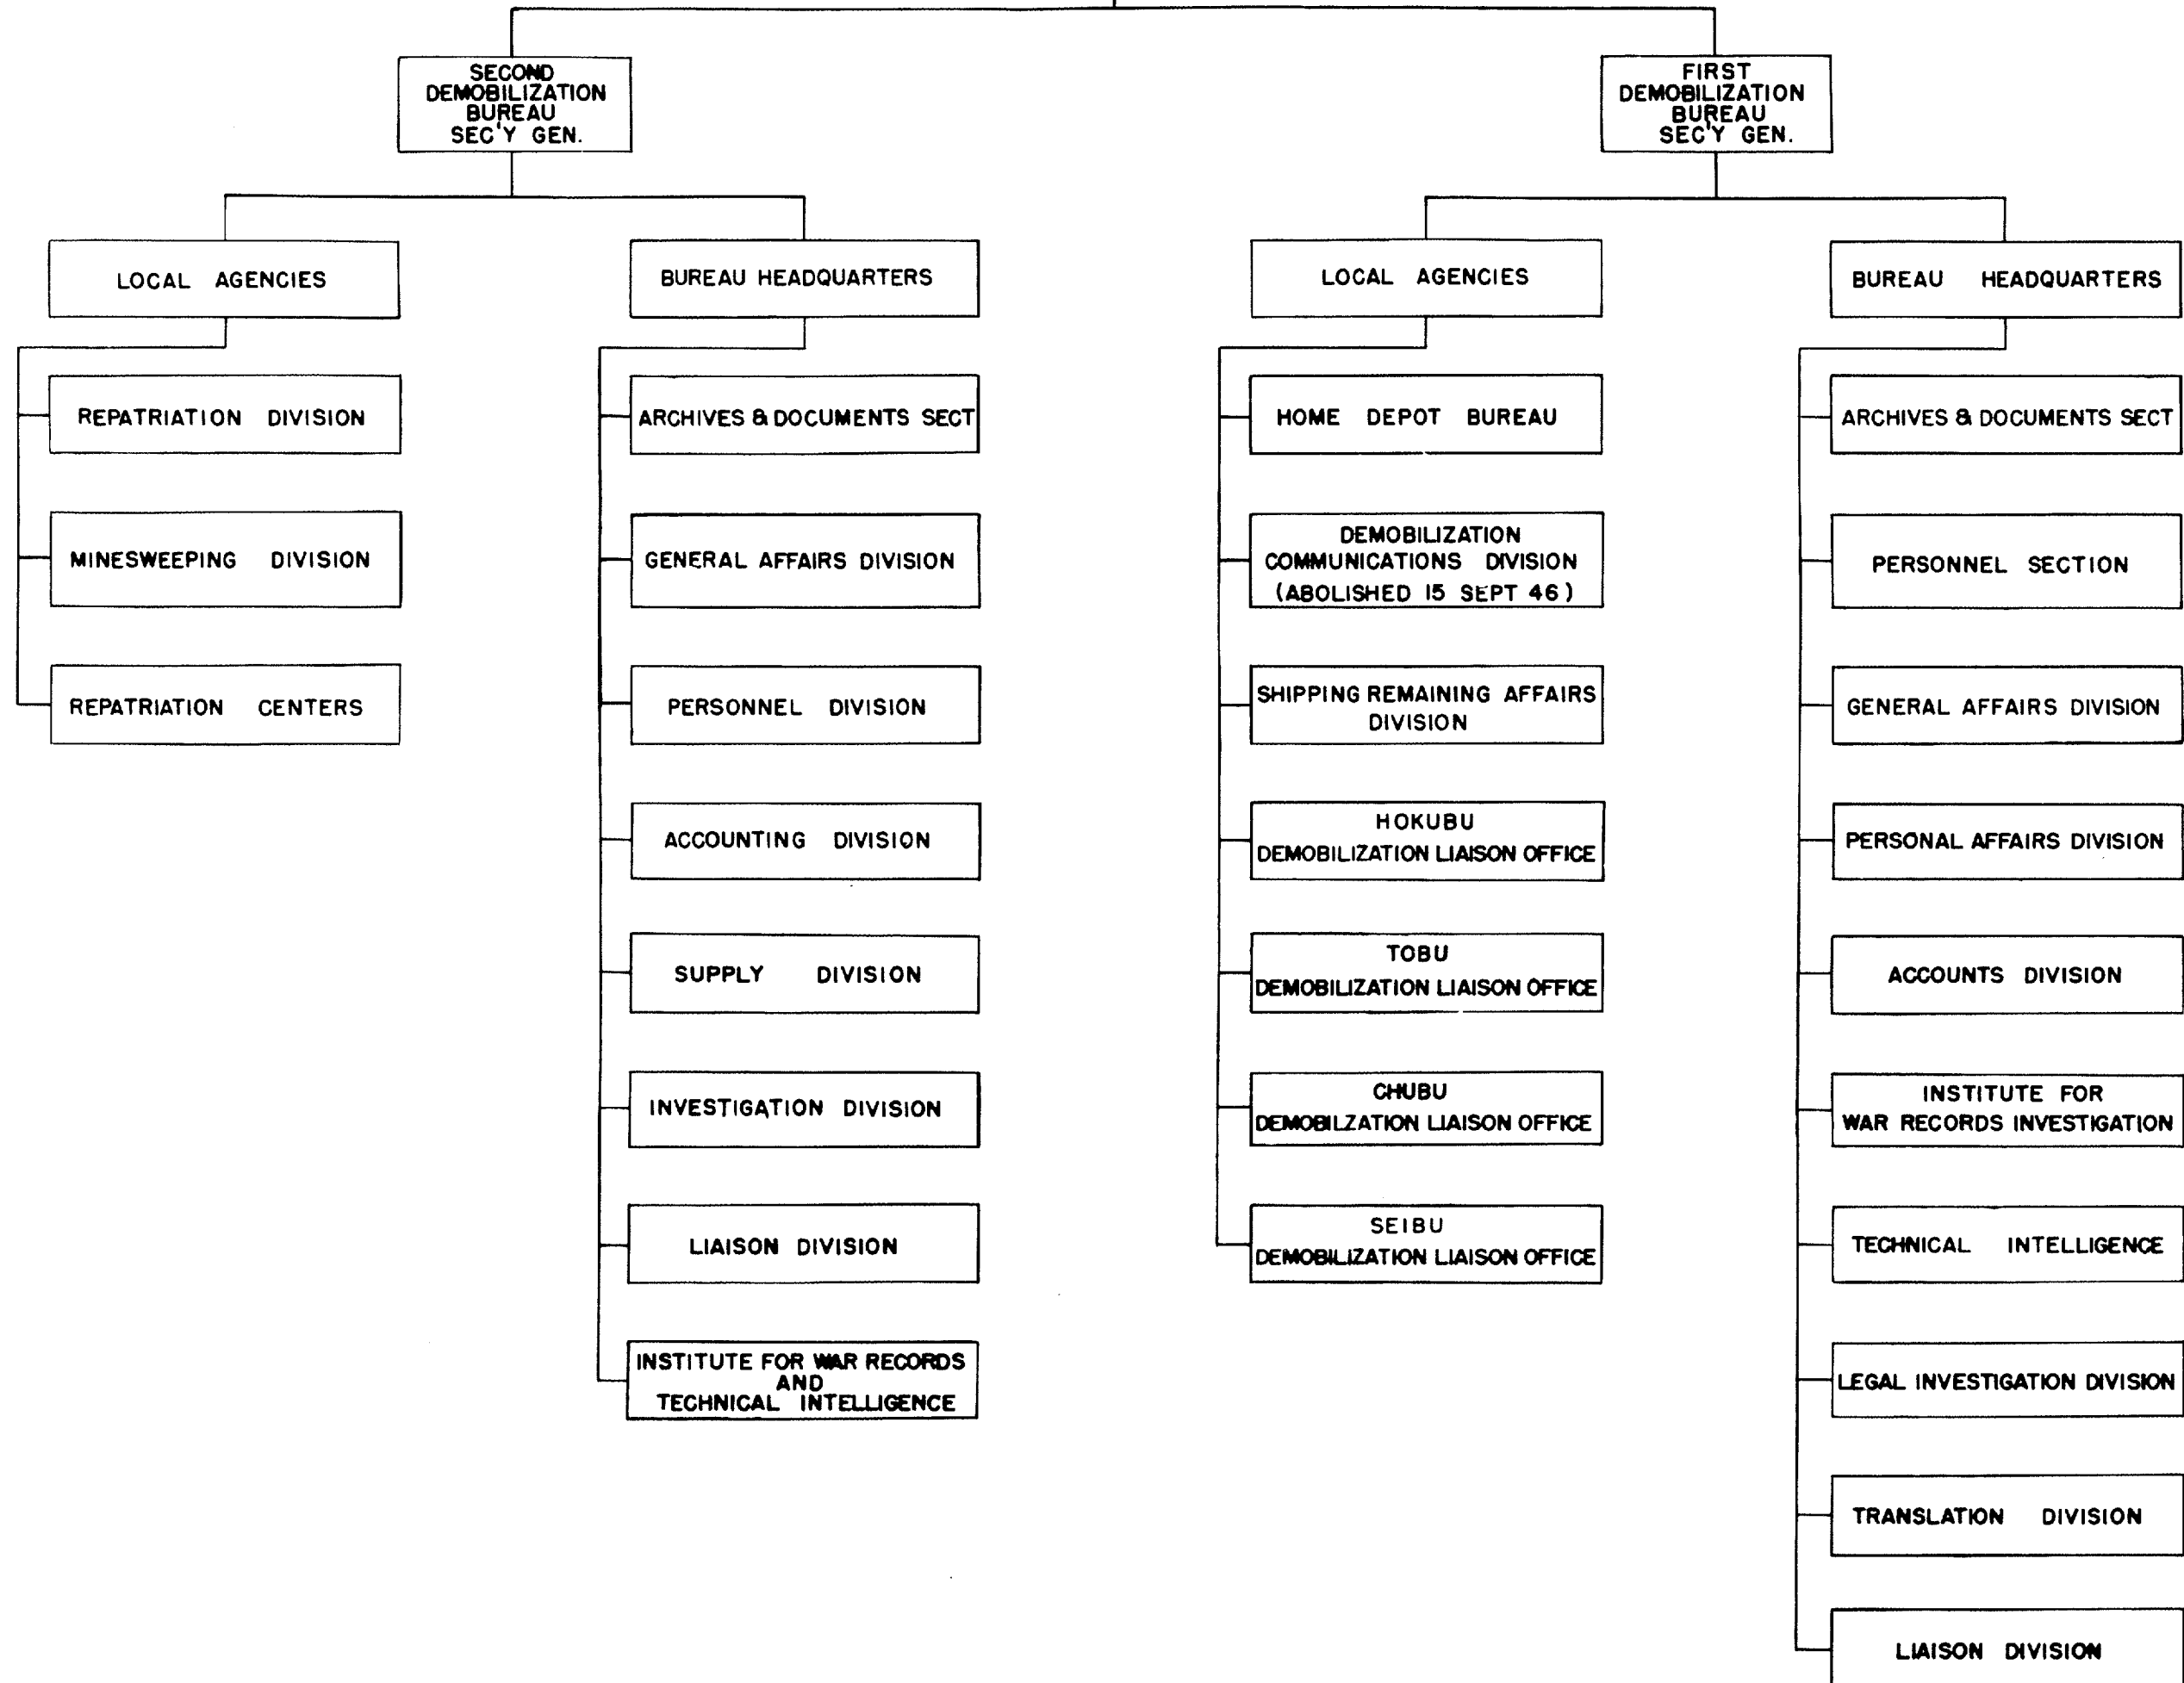 SECOND
DEMOBILIZATION
BUREAU
SEC'Y GEN.
FIRST
DEMOBILIZATION
BUREAU
SEC'Y GEN.
LOCAL AGENCIES
BUREAU HEADQUARTERS
LOCAL AGENCIES
BUREAU HEADQUARTERS
REPATRIATION DIVISION
MINESWEEPING DIVISION
REPATRIATION CENTERS
ARCHIVES & DOCUMENTS SECT
GENERAL AFFAIRS DIVISION
PERSONNEL DIVISION
ACCOUNTING DIVISION
SUPPLY DIVISION
INVESTIGATION DIVISION
LIAISON DIVISION
INSTITUTE FOR WAR RECORDS
AND
TECHNICAL INTELLIGENCE
HOME DEPOT BUREAU
DEMOBILIZATION
COMMUNICATIONS DIVISION
(ABOLISHED 15 SEPT 46)
SHIPPING REMAINING AFFAIRS
DIVISION
HOKUBU
DEMOBILIZATION LIAISON OFFICE
TOBU
DEMOBILIZATION LIAISON OFFICE
CHUBU
DEMOBILZATION LIAISON OFFICE
SEIBU
DEMOBILIZATION LIAISON OFFICE
ARCHIVES & DOCUMENTS SECT
PERSONNEL SECTION
GENERAL AFFAIRS DIVISION
PERSONAL AFFAIRS DIVISION
ACCOUNTS DIVISION
INSTITUTE FOR
WAR RECORDS INVESTIGATION
TECHNICAL INTELLIGENCE
LEGAL INVESTIGATION DIVISION
TRANSLATION DIVISION
LIAISON DIVISION